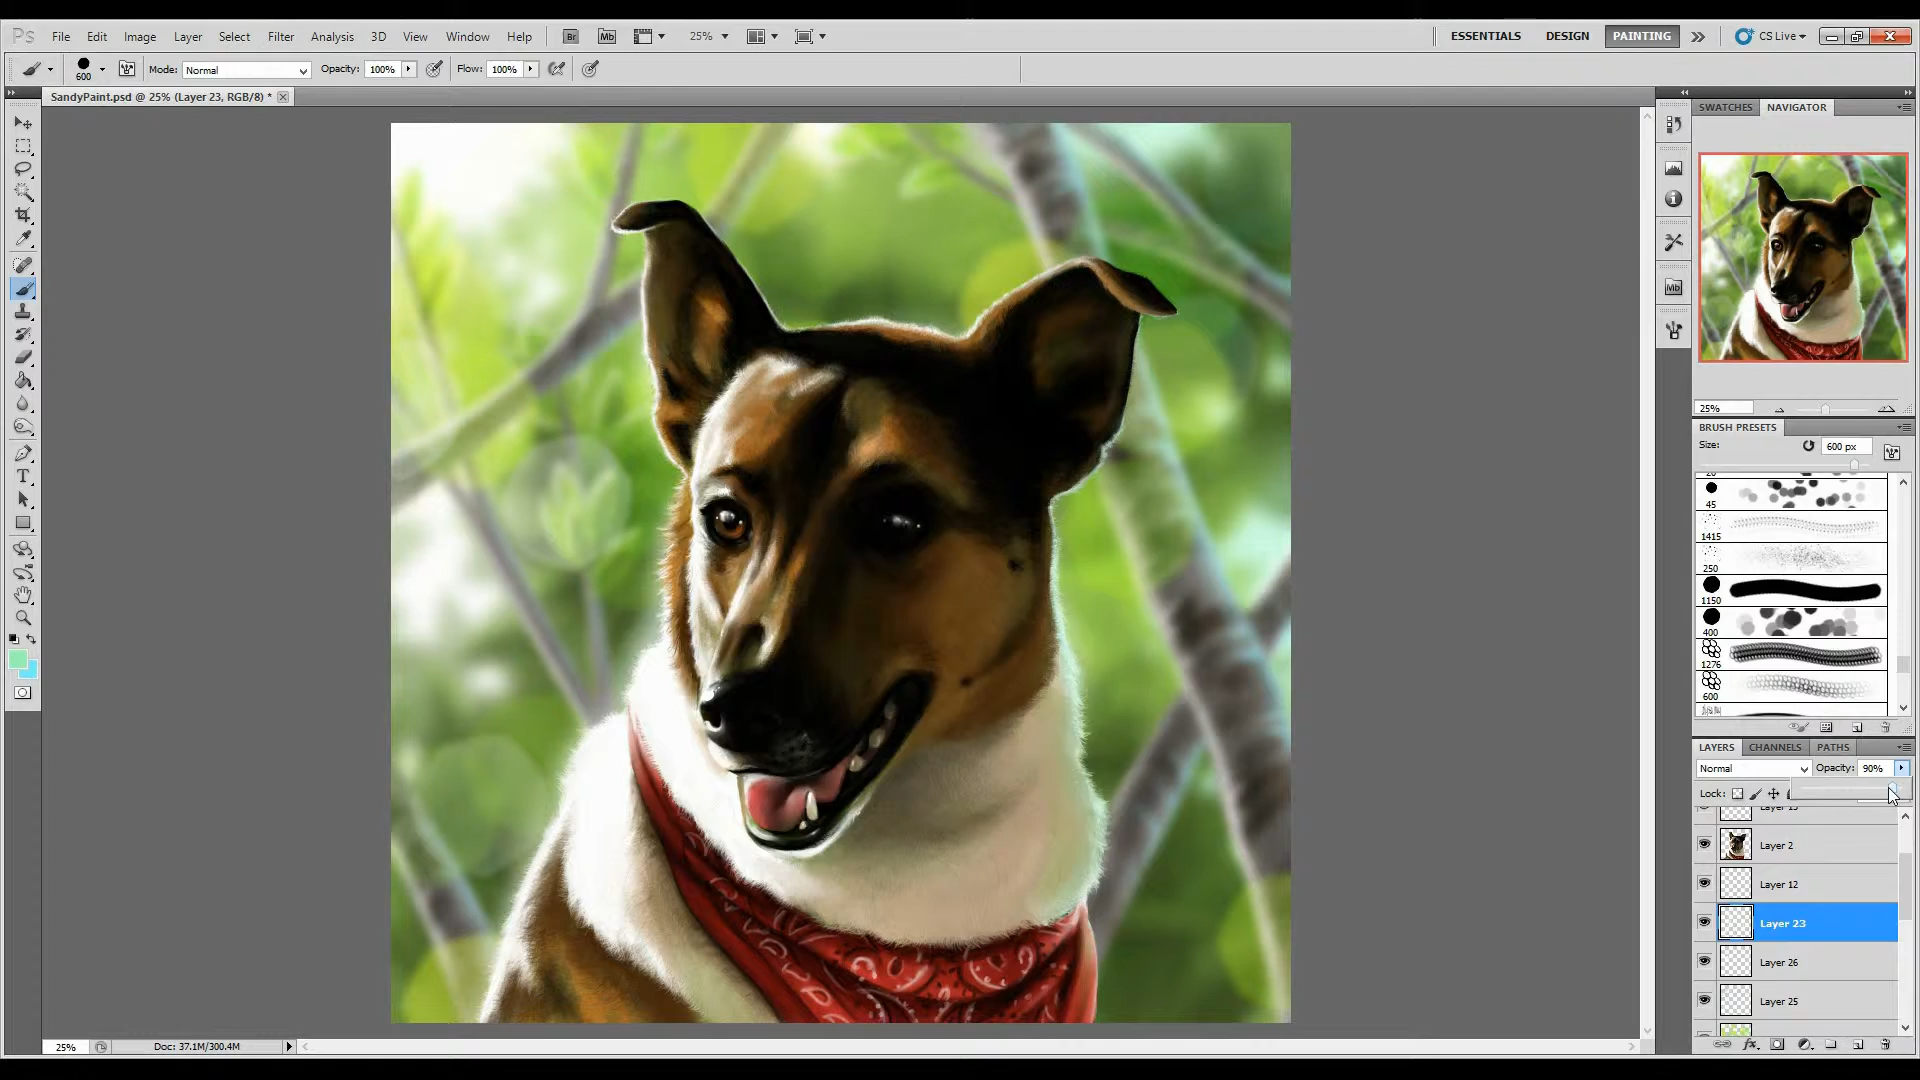 Ps File Edit Image Layer Select Filter Analysis 3D View Window Help Br Mb 25% ESSENTIALS DESIGN PAINTING CS Live
600 Mode: Normal Opacity: 100% Flow: 100%
SandyPaint.psd @ 25% (Layer 23, RGB/8) *
SWATCHES NAVIGATOR
Mb
25%
BRUSH PRESETS
Size: 600 px
45
1415
250
1150
400
1276
600
LAYERS CHANNELS PATHS
Normal Opacity: 90%
Lock:
Layer 2
Layer 12
Layer 23
Layer 26
Layer 25
25% Doc: 37.1M/300.4M